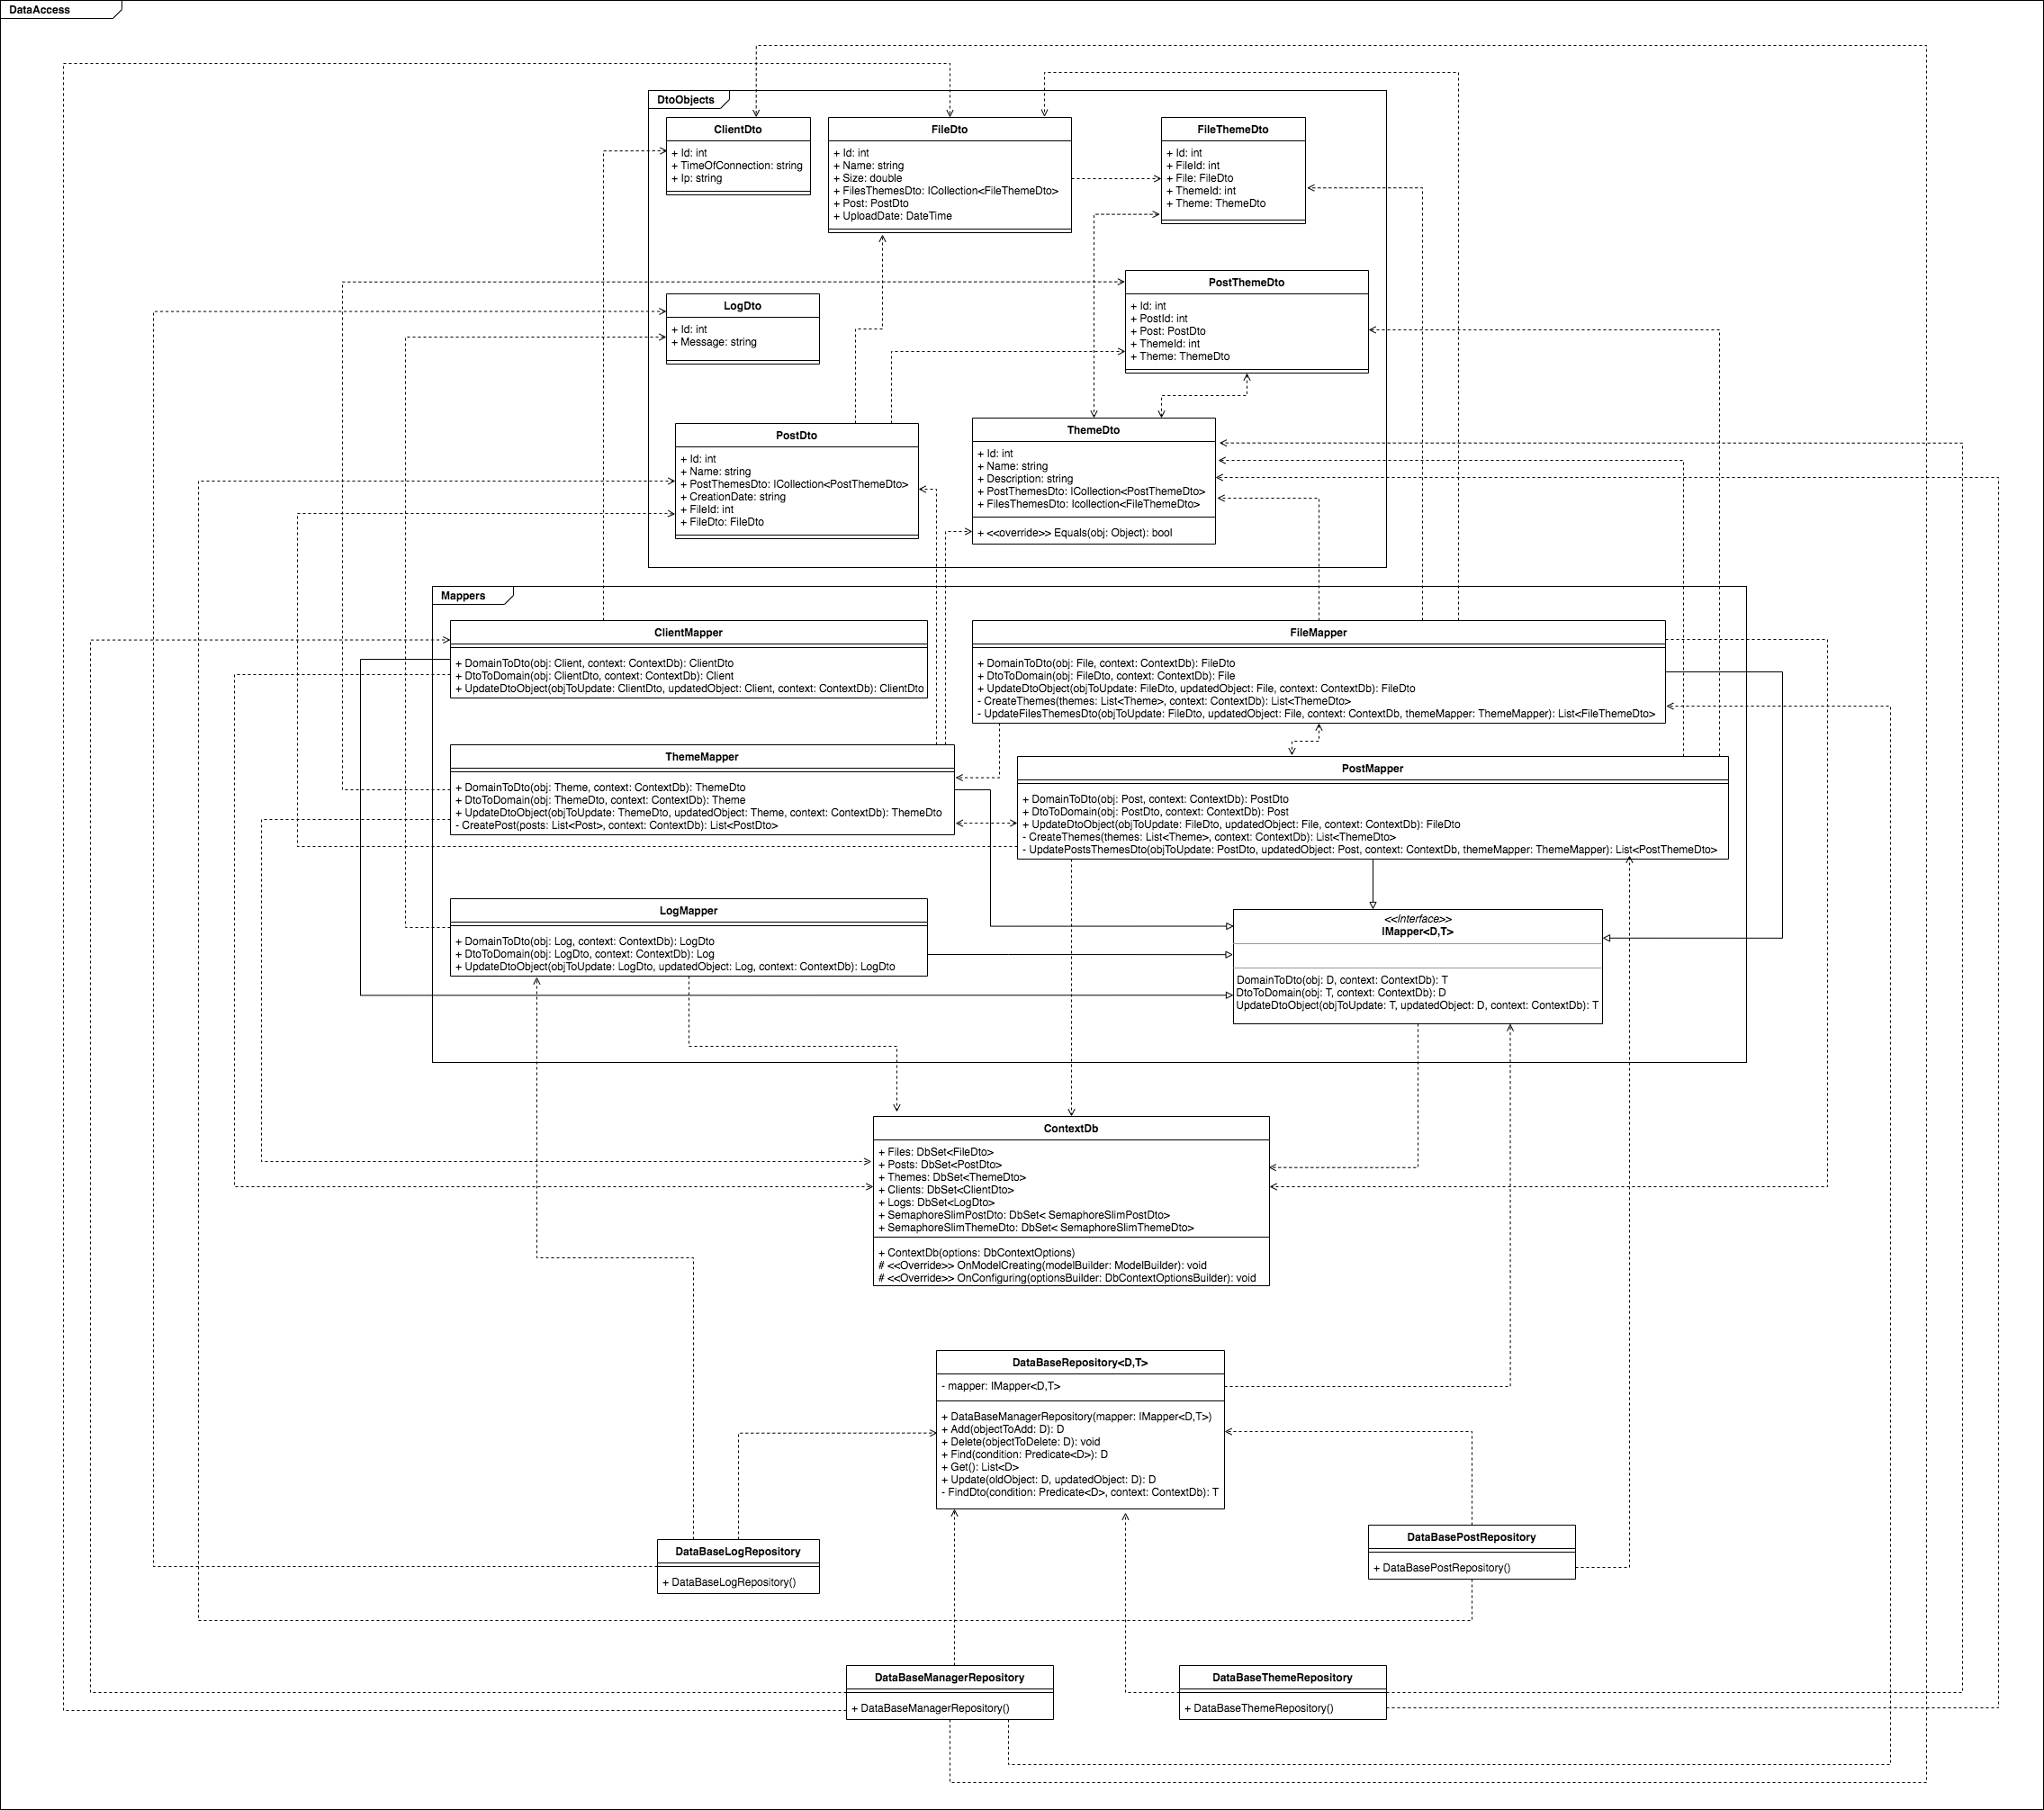 DataAccess
DtoObjects
ClientDto
+ Id: int
+ TimeOfConnection: string
+ Ip: string
FileDto
+ Id: int
+ Name: string
+ Size: double
+ FilesThemesDto: ICollection<FileThemeDto>
+ Post: PostDto
+ UploadDate: DateTime
FileThemeDto
+ Id: int
+ FileId: int
+ File: FileDto
+ ThemeId: int
+ Theme: ThemeDto
LogDto
+ Id: int
+ Message: string
PostThemeDto
+ Id: int
+ PostId: int
+ Post: PostDto
+ ThemeId: int
+ Theme: ThemeDto
PostDto
+ Id: int
+ Name: string
+ PostThemesDto: ICollection<PostThemeDto>
+ CreationDate: string
+ FileId: int
+ FileDto: FileDto
ThemeDto
+ Id: int
+ Name: string
+ Description: string
+ PostThemesDto: ICollection<PostThemeDto>
+ FilesThemesDto: Icollection<FileThemeDto>
+ <<override>> Equals(obj: Object): bool
Mappers
ClientMapper
+ DomainToDto(obj: Client, context: ContextDb): ClientDto
+ DtoToDomain(obj: ClientDto, context: ContextDb): Client
+ UpdateDtoObject(objToUpdate: ClientDto, updatedObject: Client, context: ContextDb): ClientDto
FileMapper
+ DomainToDto(obj: File, context: ContextDb): FileDto
+ DtoToDomain(obj: FileDto, context: ContextDb): File
+ UpdateDtoObject(objToUpdate: FileDto, updatedObject: File, context: ContextDb): FileDto
- CreateThemes(themes: List<Theme>, context: ContextDb): List<ThemeDto>
- UpdateFilesThemesDto(objToUpdate: FileDto, updatedObject: File, context: ContextDb, themeMapper: ThemeMapper): List<FileThemeDto>
ThemeMapper
+ DomainToDto(obj: Theme, context: ContextDb): ThemeDto
+ DtoToDomain(obj: ThemeDto, context: ContextDb): Theme
+ UpdateDtoObject(objToUpdate: ThemeDto, updatedObject: Theme, context: ContextDb): ThemeDto
- CreatePost(posts: List<Post>, context: ContextDb): List<PostDto>
PostMapper
+ DomainToDto(obj: Post, context: ContextDb): PostDto
+ DtoToDomain(obj: PostDto, context: ContextDb): Post
+ UpdateDtoObject(objToUpdate: FileDto, updatedObject: File, context: ContextDb): FileDto
- CreateThemes(themes: List<Theme>, context: ContextDb): List<ThemeDto>
- UpdatePostsThemesDto(objToUpdate: PostDto, updatedObject: Post, context: ContextDb, themeMapper: ThemeMapper): List<PostThemeDto>
LogMapper
+ DomainToDto(obj: Log, context: ContextDb): LogDto
+ DtoToDomain(obj: LogDto, context: ContextDb): Log
+ UpdateDtoObject(objToUpdate: LogDto, updatedObject: Log, context: ContextDb): LogDto
<<Interface>>
IMapper<D,T>
DomainToDto(obj: D, context: ContextDb): T
DtoToDomain(obj: T, context: ContextDb): D
UpdateDtoObject(objToUpdate: T, updatedObject: D, context: ContextDb): T
ContextDb
+ Files: DbSet<FileDto>
+ Posts: DbSet<PostDto>
+ Themes: DbSet<ThemeDto>
+ Clients: DbSet<ClientDto>
+ Logs: DbSet<LogDto>
+ SemaphoreSlimPostDto: DbSet< SemaphoreSlimPostDto>
+ SemaphoreSlimThemeDto: DbSet< SemaphoreSlimThemeDto>
+ ContextDb(options: DbContextOptions)
# <<Override>> OnModelCreating(modelBuilder: ModelBuilder): void
# <<Override>> OnConfiguring(optionsBuilder: DbContextOptionsBuilder): void
DataBaseRepository<D,T>
- mapper: IMapper<D,T>
+ DataBaseManagerRepository(mapper: IMapper<D,T>)
+ Add(objectToAdd: D): D
+ Delete(objectToDelete: D): void
+ Find(condition: Predicate<D>): D
+ Get(): List<D>
+ Update(oldObject: D, updatedObject: D): D
- FindDto(condition: Predicate<D>, context: ContextDb): T
DataBaseLogRepository
+ DataBaseLogRepository()
DataBasePostRepository
+ DataBasePostRepository()
DataBaseManagerRepository
+ DataBaseManagerRepository()
DataBaseThemeRepository
+ DataBaseThemeRepository()